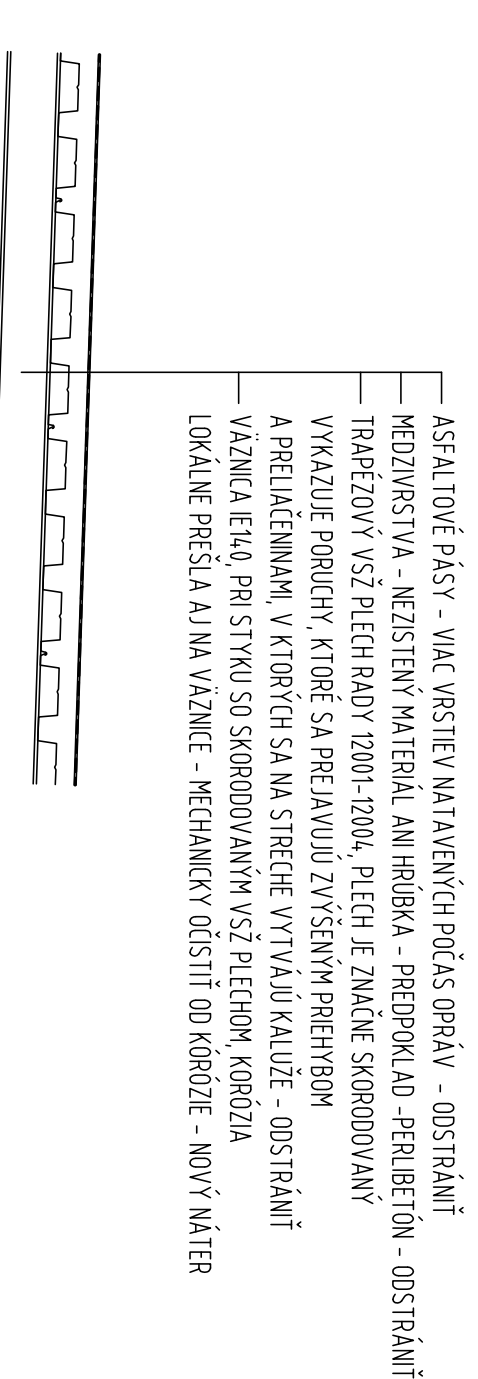 ASFALTOVÉ PÁSY - VIAC VRSTIEV NATAVENÝCH POČAS OPRÁV - ODSTRÁNIŤ
MEDZIVRSTVA - NEZISTENÝ MATERIÁL ANI HRÚBKA - PREDPOKLAD -PERLIBETÓN - ODSTRÁNIŤ
TRAPÉZOVÝ VSŽ PLECH RADY 12001-12004, PLECH JE ZNAČNE SKORODOVANÝ
VYKAZUJE PORUCHY, KTORÉ SA PREJAVUJÚ ZVÝŠENÝM PRIEHYBOM
A PRELIAČENINAMI, V KTORÝCH SA NA STRECHE VYTVÁJÚ KALUŽE - ODSTRÁNIŤ
VÄZNICA IE140, PRI STYKU SO SKORODOVANÝM VSŽ PLECHOM, KORÓZIA
LOKÁLNE PREŠLA AJ NA VÄZNICE - MECHANICKY OČISTIŤ OD KÓRÓZIE - NOVÝ NÁTER